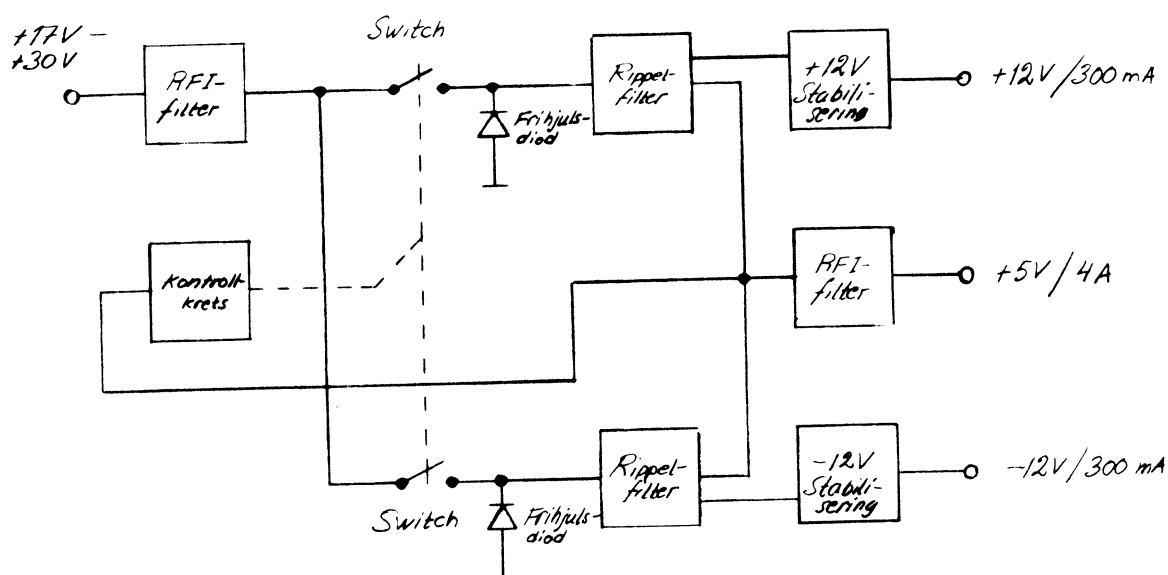 +17V –
+30V
RFI-
filter
Switch
Frihjuls-
diod
Rippel-
filter
+12V
Stabili-
sering
+12V/300 mA
Kontroll-
krets
RFI-
filter
+5V/4A
Switch
Frihjuls-
diod
Rippel-
filter
-12V
Stabili-
sering
-12V/300 mA